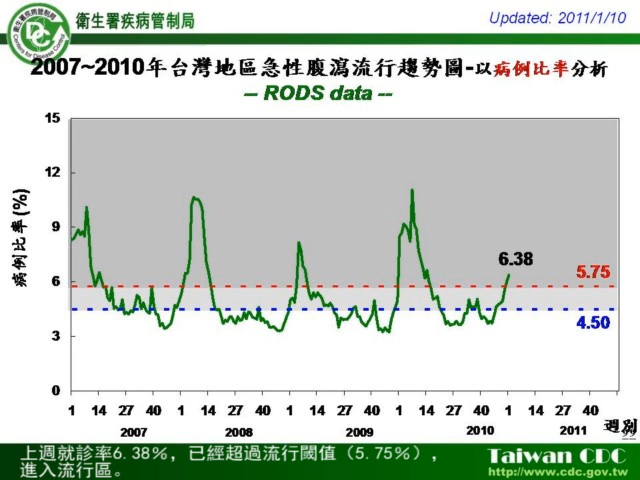 衛生署疾病管制局
Updated: 2011/1/10
2007~2010年台灣地區急性腹瀉流行趨勢圖-以病例比率分析
-- RODS data --
病例比率(%)
15
12
9
6
3
0
6.38
5.75
4.50
1 14 27 40 1 14 27 40 1 14 27 40 1 14 27 40 1 14 27 40
2007 2008 2009 2010 2011
週別
上週就診率6.38%，已經超過流行閾值（5.75%），
進入流行區。
Taiwan CDC
http://www.cdc.gov.tw